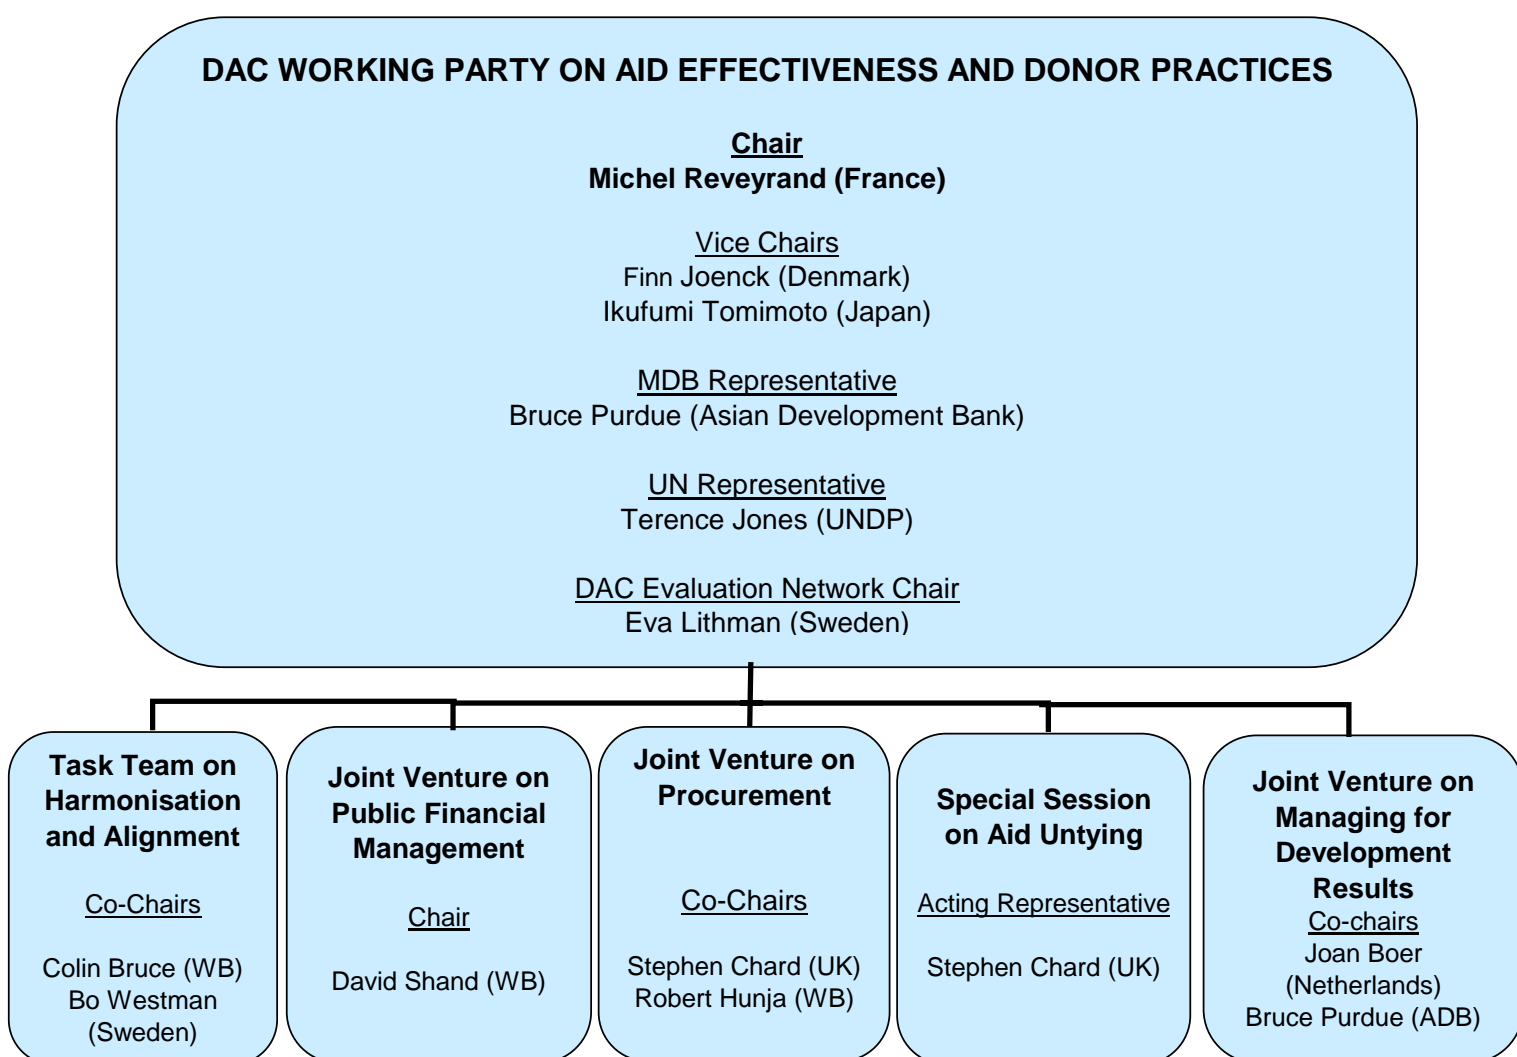 DAC WORKING PARTY ON AID EFFECTIVENESS AND DONOR PRACTICES
Chair
Michel Reveyrand (France)
Vice Chairs
Finn Joenck (Denmark)
Ikufumi Tomimoto (Japan)
MDB Representative
Bruce Purdue (Asian Development Bank)
UN Representative
Terence Jones (UNDP)
DAC Evaluation Network Chair
Eva Lithman (Sweden)
Task Team on
Harmonisation
and Alignment
Co-Chairs
Colin Bruce (WB)
Bo Westman
(Sweden)
Joint Venture on
Public Financial
Management
Chair
David Shand (WB)
Joint Venture on
Procurement
Co-Chairs
Stephen Chard (UK)
Robert Hunja (WB)
Special Session
on Aid Untying
Acting Representative
Stephen Chard (UK)
Joint Venture on
Managing for
Development
Results
Co-chairs
Joan Boer
(Netherlands)
Bruce Purdue (ADB)